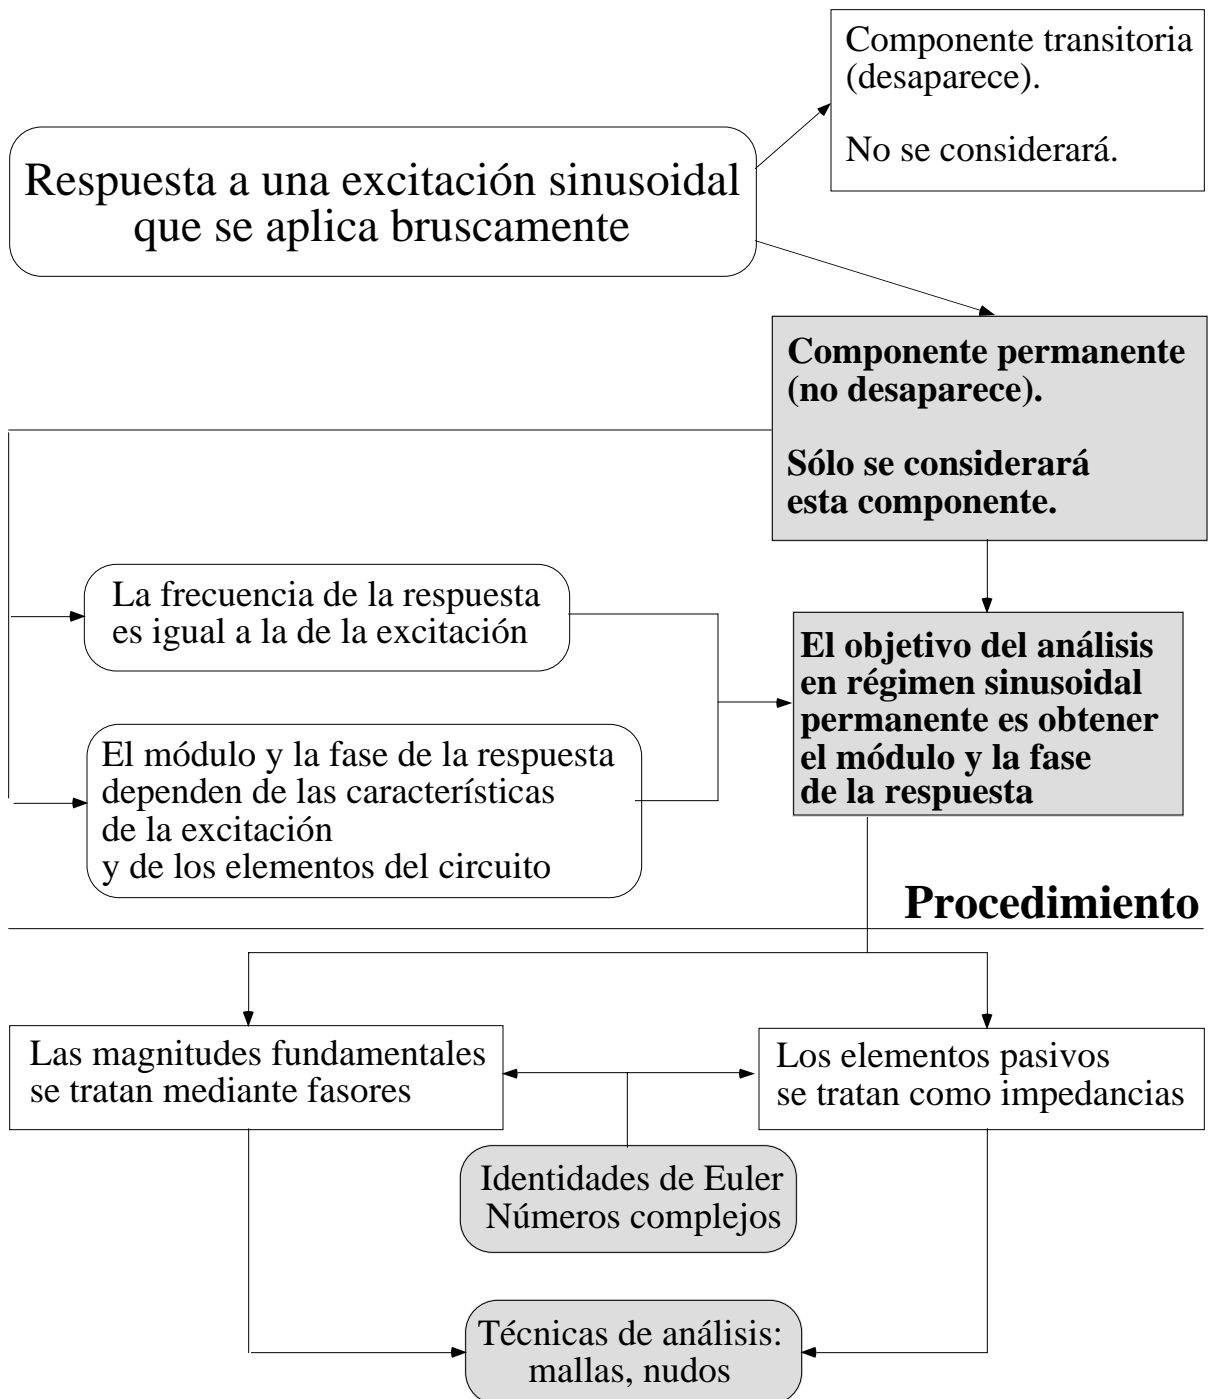 Componente transitoria
(desaparece).
No se considerará.
Respuesta a una excitación sinusoidal
que se aplica bruscamente
Componente permanente
(no desaparece).
Sólo se considerará
esta componente.
La frecuencia de la respuesta
es igual a la de la excitación
El objetivo del análisis
en régimen sinusoidal
permanente es obtener
el módulo y la fase
de la respuesta
El módulo y la fase de la respuesta
dependen de las características
de la excitación
y de los elementos del circuito
Procedimiento
Las magnitudes fundamentales
se tratan mediante fasores
Los elementos pasivos
se tratan como impedancias
Identidades de Euler
Números complejos
Técnicas de análisis:
mallas, nudos